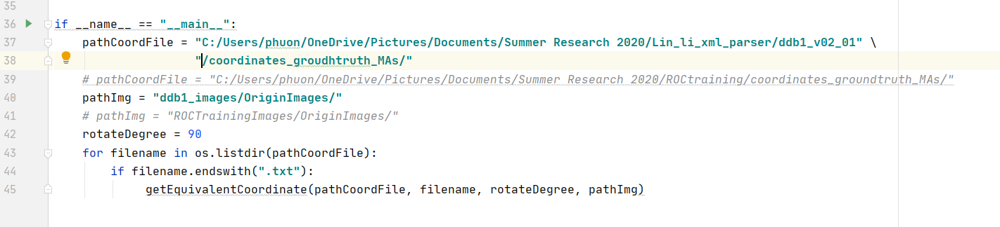 35
36 if __name__ == "__main__":
37 pathCoordFile = "C:/Users/phuon/OneDrive/Pictures/Documents/Summer Research 2020/Lin_li_xml_parser/ddb1_v02_01" \
38 "/coordinates_groudhtruth_MAs/"
39 # pathCoordFile = "C:/Users/phuon/OneDrive/Pictures/Documents/Summer Research 2020/ROCtraining/coordinates_groundtruth_MAs/"
40 pathImg = "ddb1_images/OriginImages/"
41 # pathImg = "ROCTrainingImages/OriginImages/"
42 rotateDegree = 90
43 for filename in os.listdir(pathCoordFile):
44 if filename.endswith(".txt"):
45 getEquivalentCoordinate(pathCoordFile, filename, rotateDegree, pathImg)